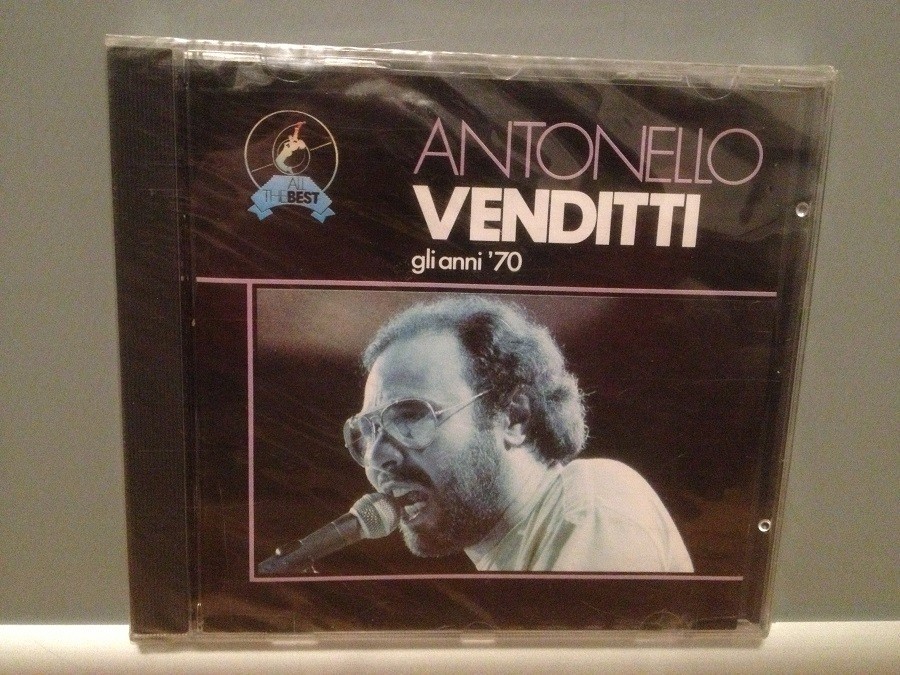 ALL
THE BEST
ANTONELLO
VENDITTI
gli anni '70